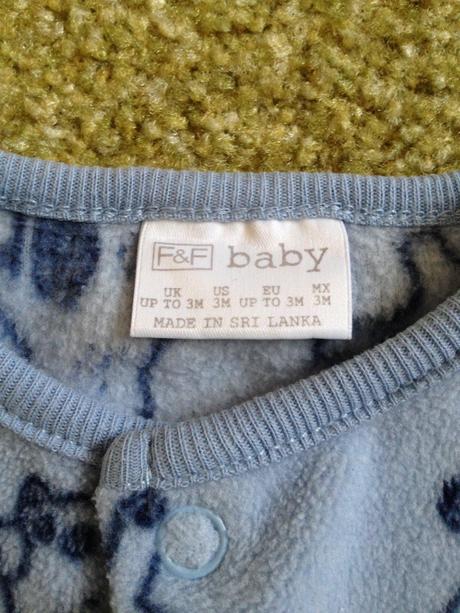 F&F baby
UK US EU MX
UP TO 3M 3M UP TO 3M 3M
MADE IN SRI LANKA